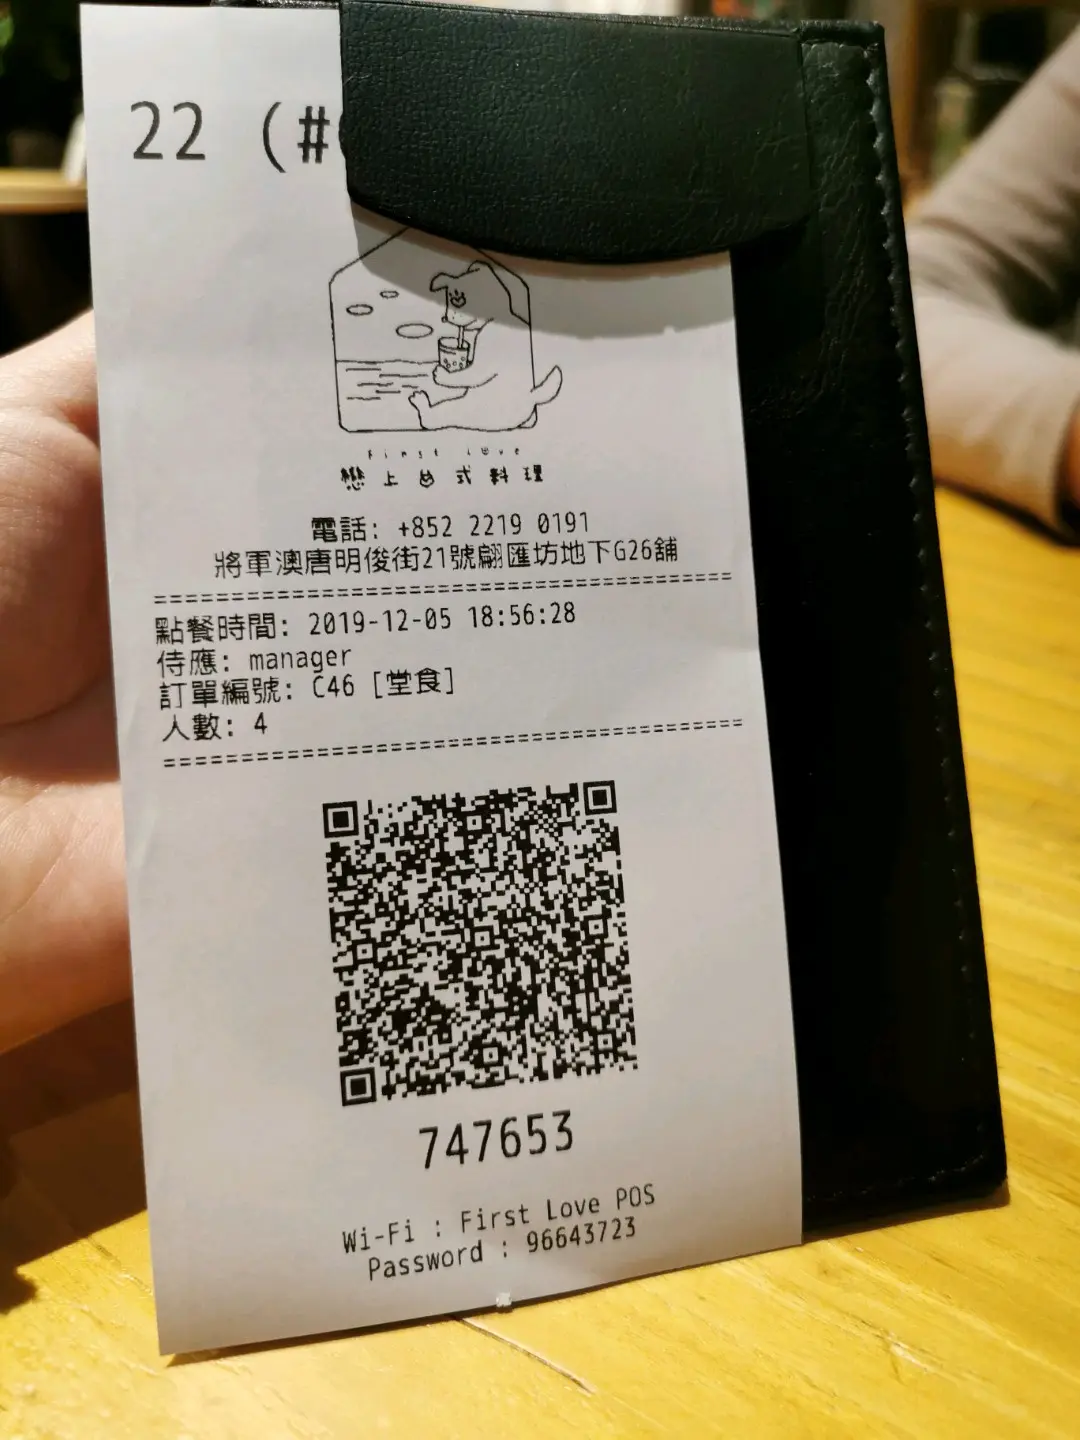 22 (#
First Love
戀上台式料理
電話: +852 2219 0191
將軍澳唐明俊街21號翩匯坊地下G26舖
點餐時間: 2019-12-05 18:56:28
侍應: manager
訂單編號: C46 [堂食]
人數: 4
747653
Wi-Fi : First Love POS
Password : 96643723